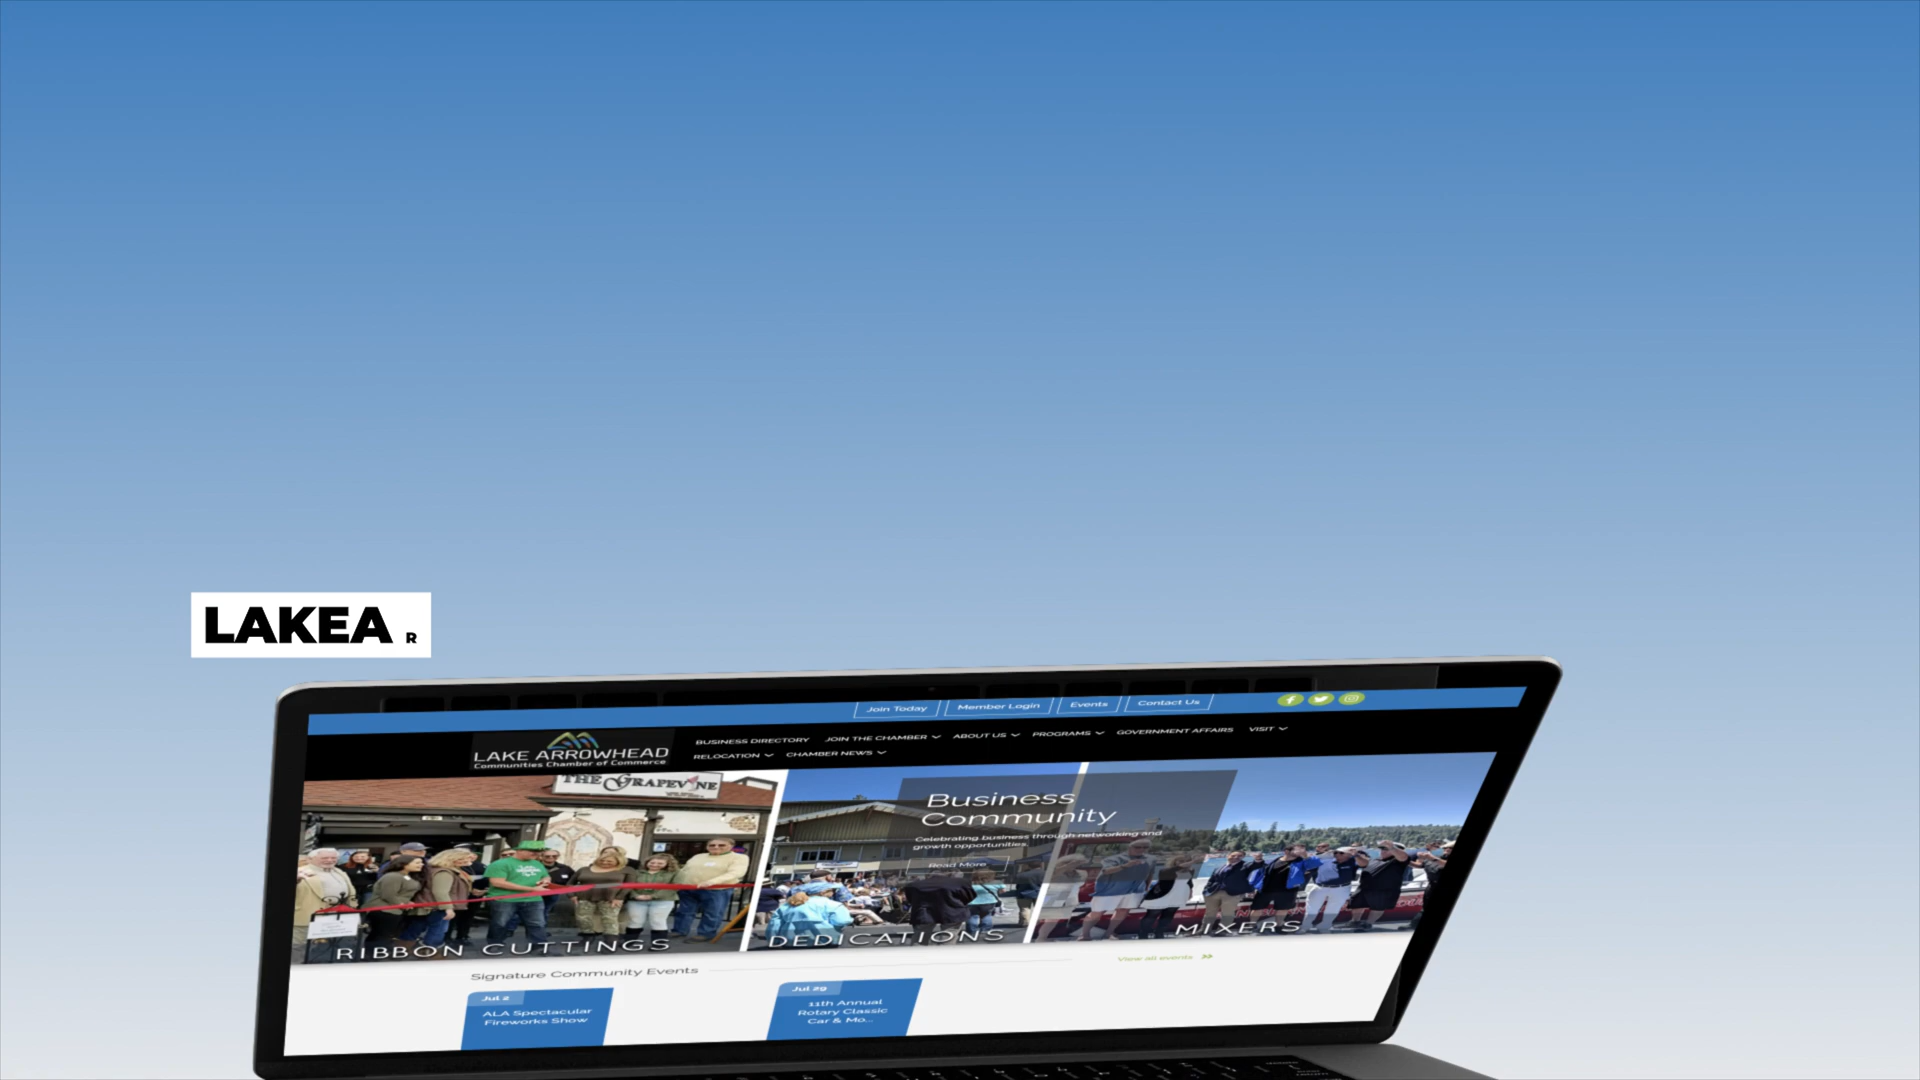 LAKEA R
Join Today
Member Login
Events
Contact Us
LAKE ARROWHEAD
Communities Chamber of Commerce
BUSINESS DIRECTORY
JOIN THE CHAMBER
ABOUT US
PROGRAMS
GOVERNMENT AFFAIRS
VISIT
RELOCATION
CHAMBER NEWS
THE GRAPEVINE
Business
Community
Celebrating business through networking and
growth opportunities.
Read More
RIBBON CUTTINGS
DEDICATIONS
MIXERS
Signature Community Events
View all events
Jul 2
ALA Spectacular
Fireworks Show
Jul 29
11th Annual
Rotary Classic
Car & Mo...